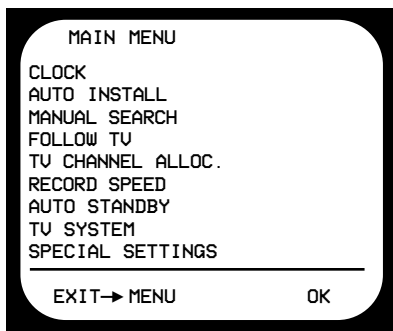 MAIN MENU
CLOCK
AUTO INSTALL
MANUAL SEARCH
FOLLOW TV
TV CHANNEL ALLOC.
RECORD SPEED
AUTO STANDBY
TV SYSTEM
SPECIAL SETTINGS
EXIT→ MENU OK